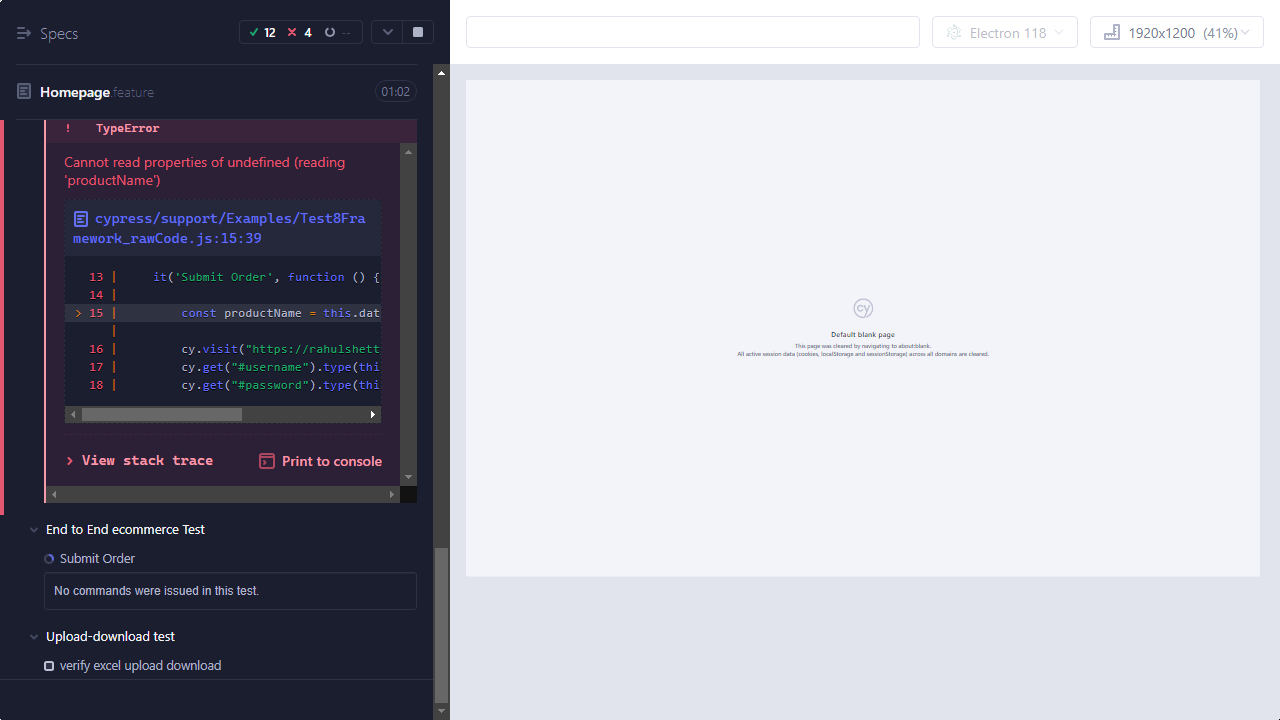 Specs
12
4
--
Electron 118
1920x1200 (41%)
Homepage.feature
01:02
! TypeError
Cannot read properties of undefined (reading
'productName')
cypress/support/Examples/Test8Fra
mework_rawCode.js:15:39
13 | it('Submit Order', function () {
14 |
> 15 | const productName = this.dat
|
16 | cy.visit("https://rahulshett
17 | cy.get("#username").type(thi
18 | cy.get("#password").type(thi
> View stack trace
Print to console
End to End ecommerce Test
Submit Order
No commands were issued in this test.
Upload-download test
verify excel upload download
cy
Default blank page
This page was cleared by navigating to about:blank.
All active session data (cookies, localStorage and sessionStorage) across all domains are cleared.